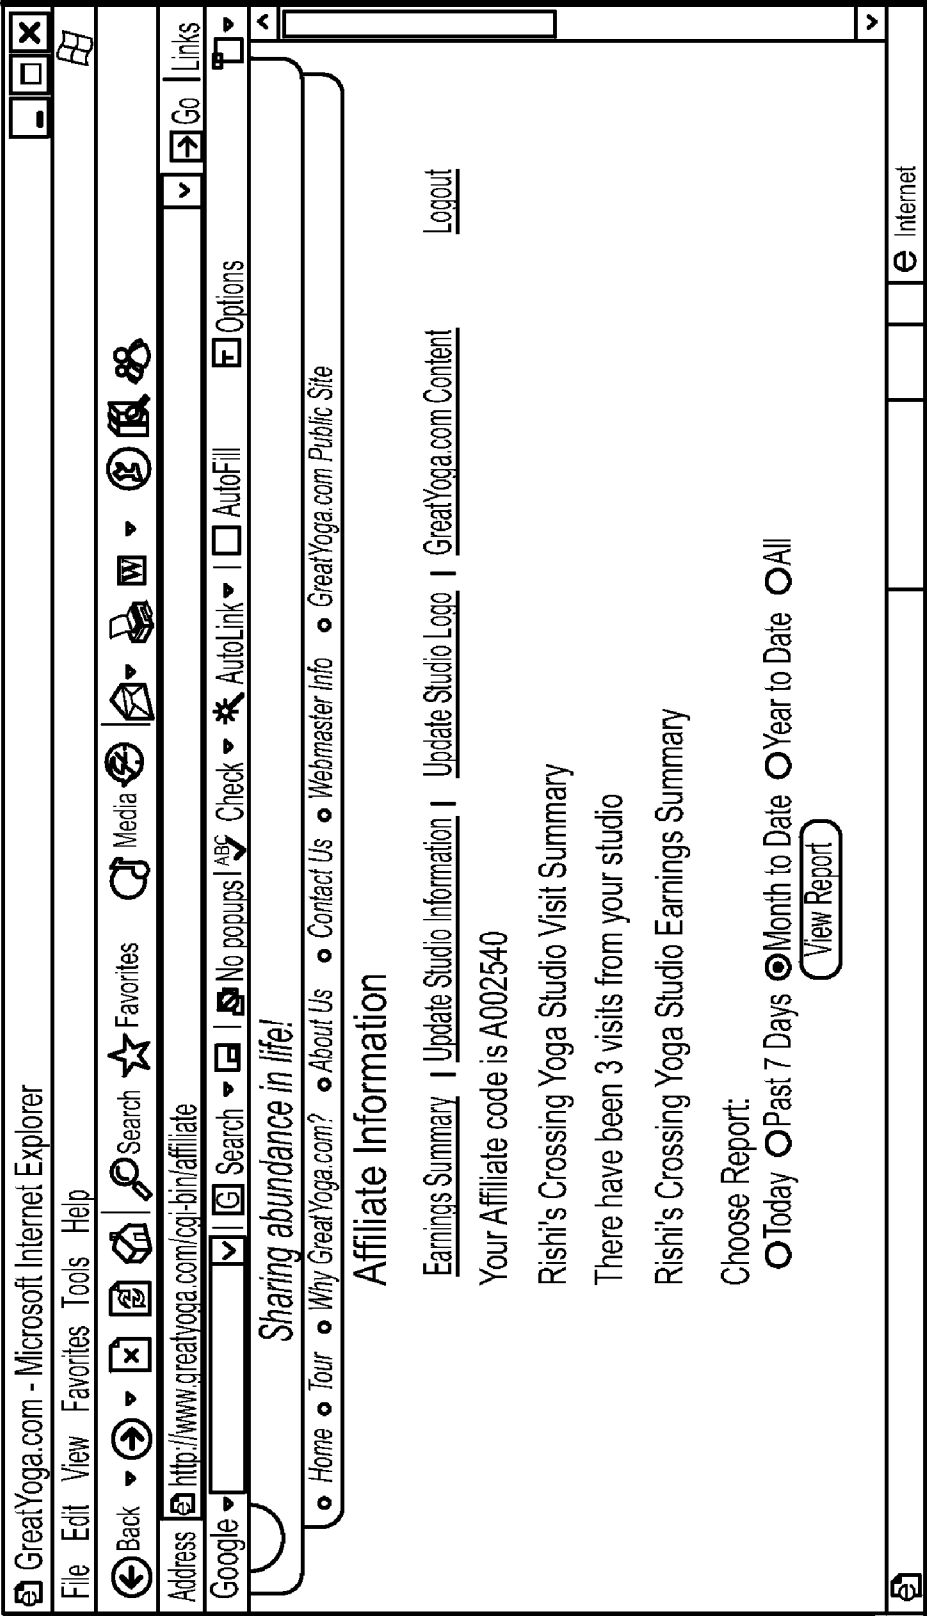 GreatYoga.com - Microsoft Internet Explorer
File Edit View Favorites Tools Help
Back Search Favorites Media W
Address http://www.greatyoga.com/cgi-bin/affiliate Go Links
Google G Search No popups ABC Check AutoLink AutoFill Options
Sharing abundance in life!
Home Tour Why GreatYoga.com? About Us Contact Us Webmaster Info GreatYoga.com Public Site
Affiliate Information
Earnings Summary | Update Studio Information | Update Studio Logo | GreatYoga.com Content Logout
Your Affiliate code is A002540
Rishi's Crossing Yoga Studio Visit Summary
There have been 3 visits from your studio
Rishi's Crossing Yoga Studio Earnings Summary
Choose Report:
Today Past 7 Days Month to Date Year to Date All
View Report
Internet